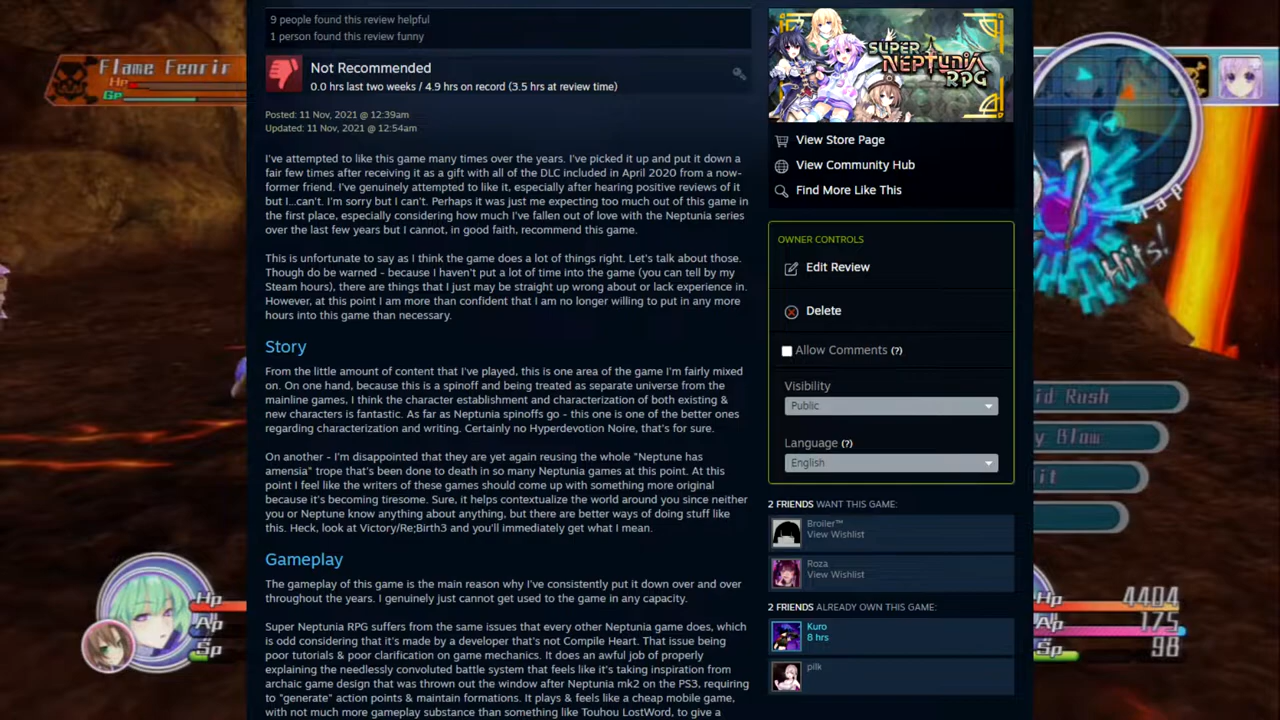 9 people found this review helpful
1 person found this review funny
Not Recommended
0.0 hrs last two weeks / 4.9 hrs on record (3.5 hrs at review time)
Posted: 11 Nov, 2021 @ 12:39am
Updated: 11 Nov, 2021 @ 12:54am
I've attempted to like this game many times over the years. I've picked it up and put it down a
fair few times after receiving it as a gift with all of the DLC included in April 2020 from a now-
former friend. I've genuinely attempted to like it, especially after hearing positive reviews of it
but I...can't. I'm sorry but I can't. Perhaps it was just me expecting too much out of this game in
the first place, especially considering how much I've fallen out of love with the Neptunia series
over the last few years but I cannot, in good faith, recommend this game.
This is unfortunate to say as I think the game does a lot of things right. Let's talk about those.
Though do be warned - because I haven't put a lot of time into the game (you can tell by my
Steam hours), there are things that I just may be straight up wrong about or lack experience in.
However, at this point I am more than confident that I am no longer willing to put in any more
hours into this game than necessary.
Story
From the little amount of content that I've played, this is one area of the game I'm fairly mixed
on. On one hand, because this is a spinoff and being treated as separate universe from the
mainline games, I think the character establishment and characterization of both existing &
new characters is fantastic. As far as Neptunia spinoffs go - this one is one of the better ones
regarding characterization and writing. Certainly no Hyperdevotion Noire, that's for sure.
On another - I'm disappointed that they are yet again reusing the whole "Neptune has
amensia" trope that's been done to death in so many Neptunia games at this point. At this
point I feel like the writers of these games should come up with something more original
because it's becoming tiresome. Sure, it helps contextualize the world around you since neither
you or Neptune know anything about anything, but there are better ways of doing stuff like
this. Heck, look at Victory/Re;Birth3 and you'll immediately get what I mean.
Gameplay
The gameplay of this game is the main reason why I've consistently put it down over and over
throughout the years. I genuinely just cannot get used to the game in any capacity.
Super Neptunia RPG suffers from the same issues that every other Neptunia game does, which
is odd considering that it's made by a developer that's not Compile Heart. That issue being
poor tutorials & poor clarification on game mechanics. It does an awful job of properly
explaining the needlessly convoluted battle system that feels like it's taking inspiration from
archaic game design that was thrown out the window after Neptunia mk2 on the PS3, requiring
to "generate" action points & maintain formations. It plays & feels like a cheap mobile game,
with not much more gameplay substance than something like Touhou LostWord, to give a
SUPER
NEPTUNIA
RPG
View Store Page
View Community Hub
Find More Like This
OWNER CONTROLS
Edit Review
Delete
Allow Comments (?)
Visibility
Public
Language (?)
English
2 FRIENDS WANT THIS GAME:
Broiler™
View Wishlist
Roza
View Wishlist
2 FRIENDS ALREADY OWN THIS GAME:
Kuro
8 hrs
pilk
Flame Fenrir
Hp
Gp
Hp
Ap
Sp
Map
Hits!
id Rush
y Blow
it
Hp 4404
Ap 175
Sp 98